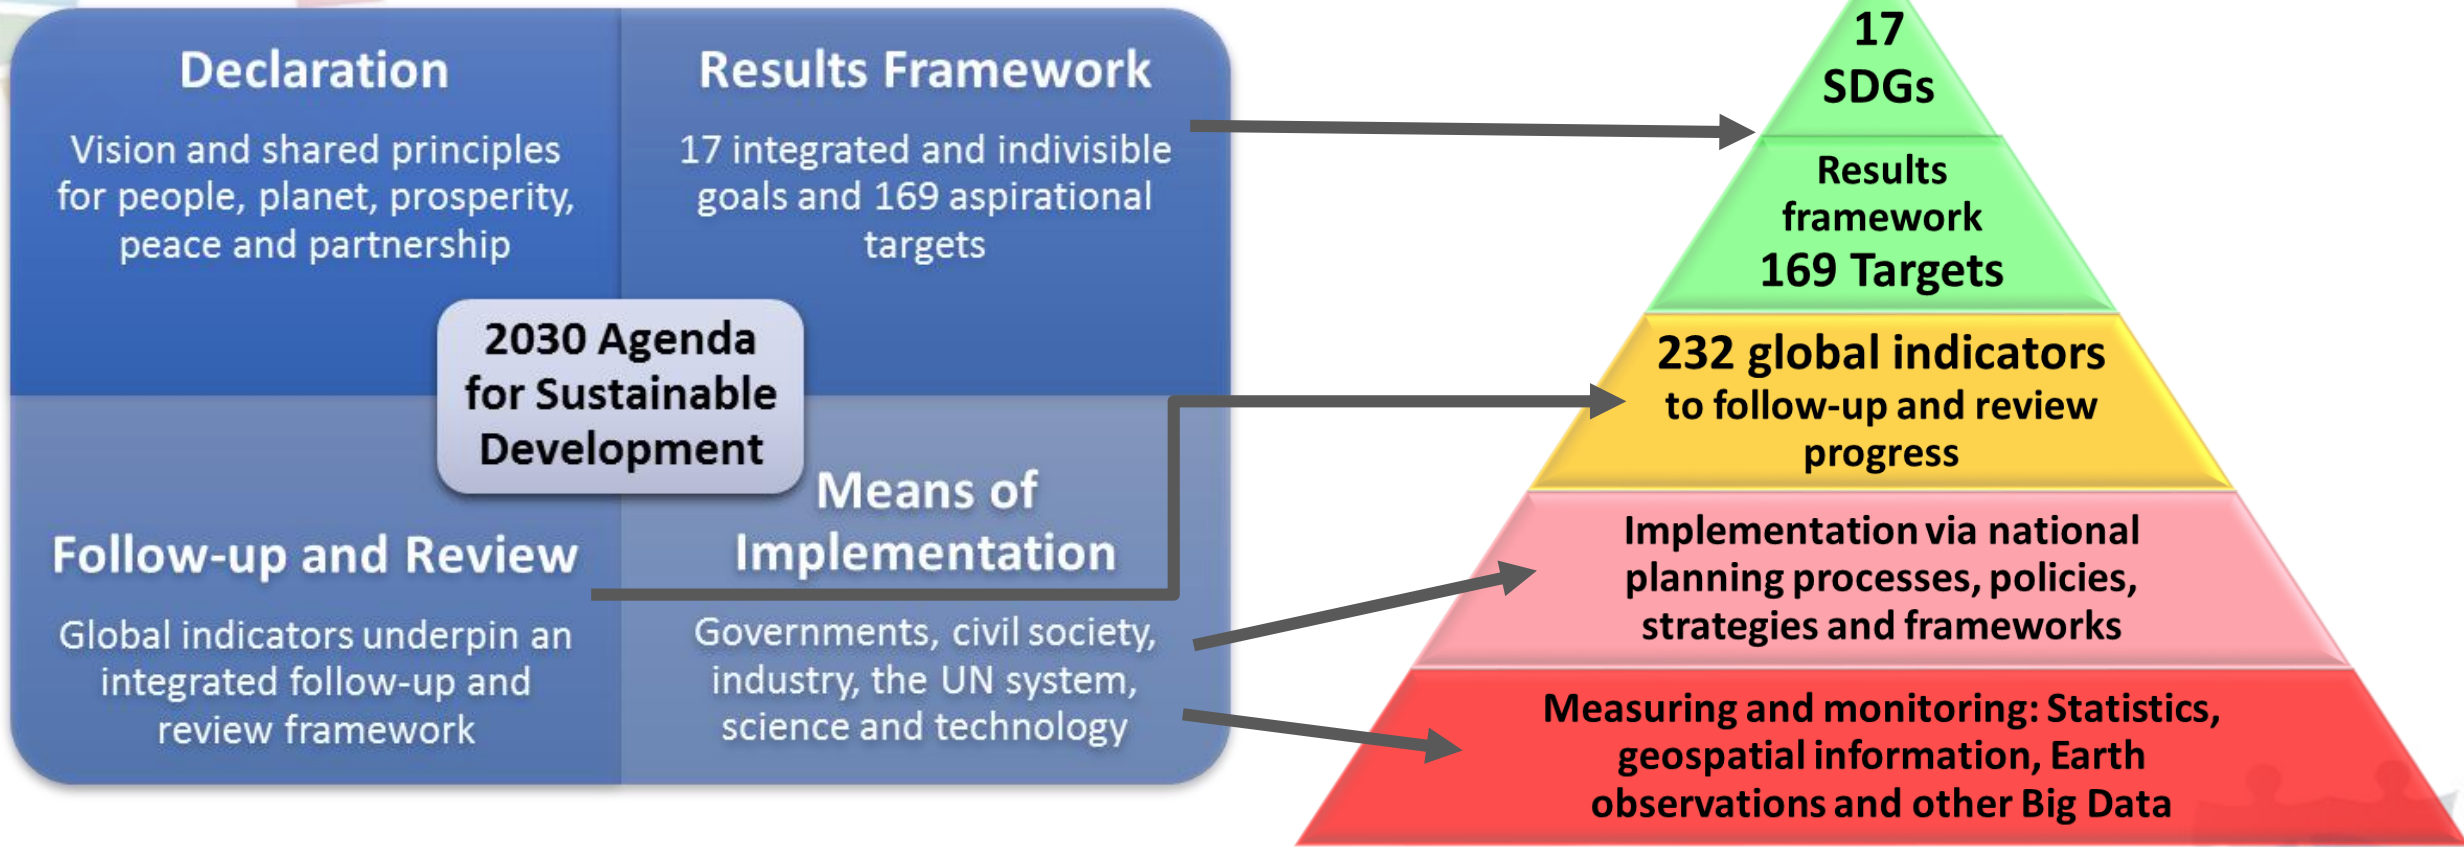 Declaration
Vision and shared principles
for people, planet, prosperity,
peace and partnership
Results Framework
17 integrated and indivisible
goals and 169 aspirational
targets
2030 Agenda
for Sustainable
Development
Follow-up and Review
Global indicators underpin an
integrated follow-up and
review framework
Means of
Implementation
Governments, civil society,
industry, the UN system,
science and technology
17
SDGs
Results
framework
169 Targets
232 global indicators
to follow-up and review
progress
Implementation via national
planning processes, policies,
strategies and frameworks
Measuring and monitoring: Statistics,
geospatial information, Earth
observations and other Big Data